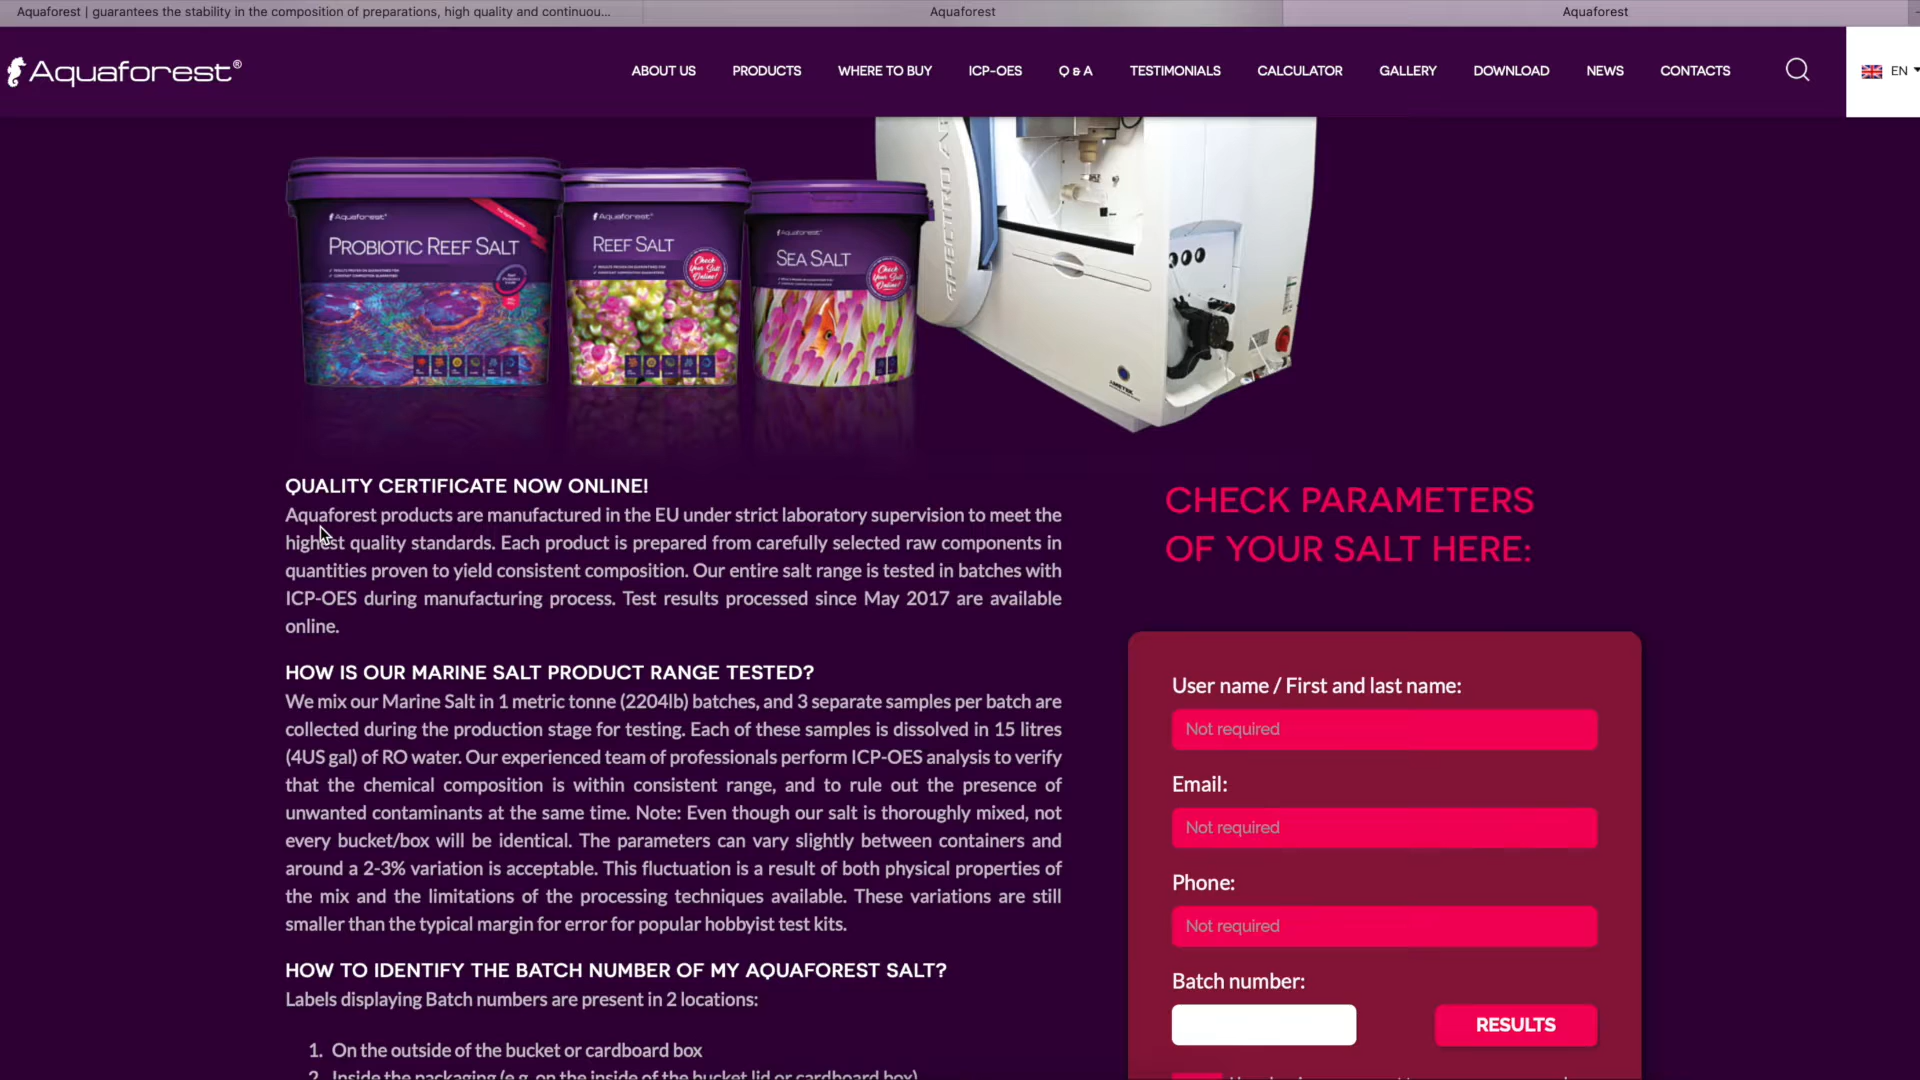 Aquaforest | guarantees the stability in the composition of preparations, high quality and continuou...
Aquaforest
Aquaforest
Aquaforest®
ABOUT US
PRODUCTS
WHERE TO BUY
ICP-OES
Q & A
TESTIMONIALS
CALCULATOR
GALLERY
DOWNLOAD
NEWS
CONTACTS
EN
Aquaforest
PROBIOTIC REEF SALT
Aquaforest
REEF SALT
Check Your Salt Online!
Aquaforest
SEA SALT
Check Your Salt Online!
SPECTRO
AMETEK
QUALITY CERTIFICATE NOW ONLINE!
Aquaforest products are manufactured in the EU under strict laboratory supervision to meet the
highest quality standards. Each product is prepared from carefully selected raw components in
quantities proven to yield consistent composition. Our entire salt range is tested in batches with
ICP-OES during manufacturing process. Test results processed since May 2017 are available
online.
HOW IS OUR MARINE SALT PRODUCT RANGE TESTED?
We mix our Marine Salt in 1 metric tonne (2204lb) batches, and 3 separate samples per batch are
collected during the production stage for testing. Each of these samples is dissolved in 15 litres
(4US gal) of RO water. Our experienced team of professionals perform ICP-OES analysis to verify
that the chemical composition is within consistent range, and to rule out the presence of
unwanted contaminants at the same time. Note: Even though our salt is thoroughly mixed, not
every bucket/box will be identical. The parameters can vary slightly between containers and
around a 2-3% variation is acceptable. This fluctuation is a result of both physical properties of
the mix and the limitations of the processing techniques available. These variations are still
smaller than the typical margin for error for popular hobbyist test kits.
HOW TO IDENTIFY THE BATCH NUMBER OF MY AQUAFOREST SALT?
Labels displaying Batch numbers are present in 2 locations:
1. On the outside of the bucket or cardboard box
2. Inside the packaging (e.g. on the inside of the bucket lid or cardboard box)
CHECK PARAMETERS
OF YOUR SALT HERE:
User name / First and last name:
Not required
Email:
Not required
Phone:
Not required
Batch number:
RESULTS